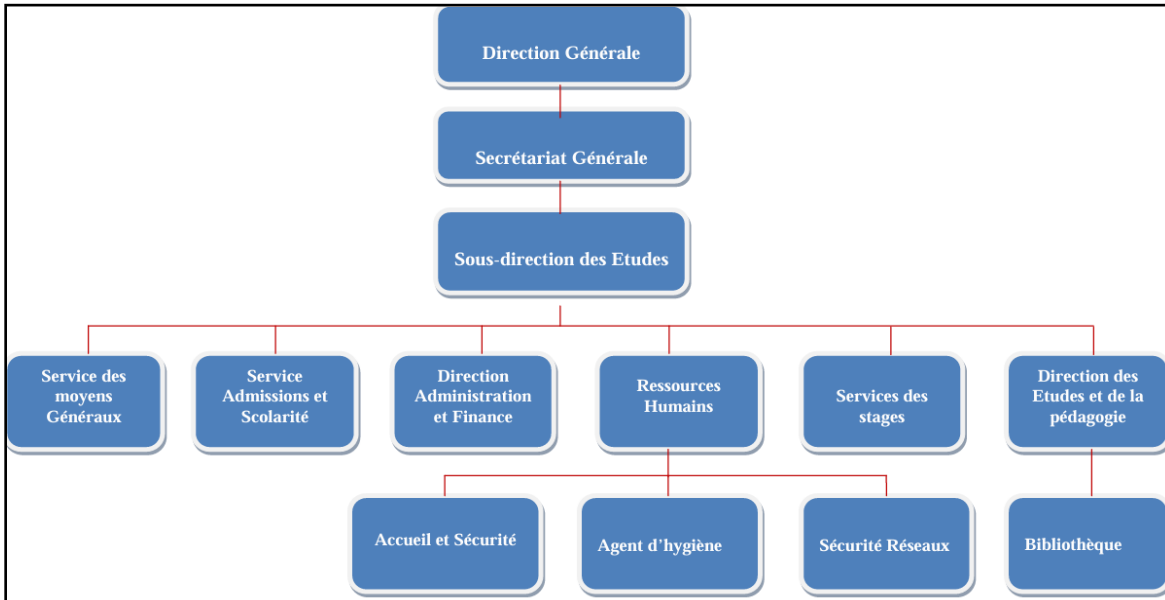 Direction Générale
Secrétariat Générale
Sous-direction des Etudes
Service des
moyens
Généraux
Service
Admissions et
Scolarité
Direction
Administration
et Finance
Ressources
Humains
Services des
stages
Direction des
Etudes et de la
pédagogie
Accueil et Sécurité
Agent d’hygiène
Sécurité Réseaux
Bibliothèque